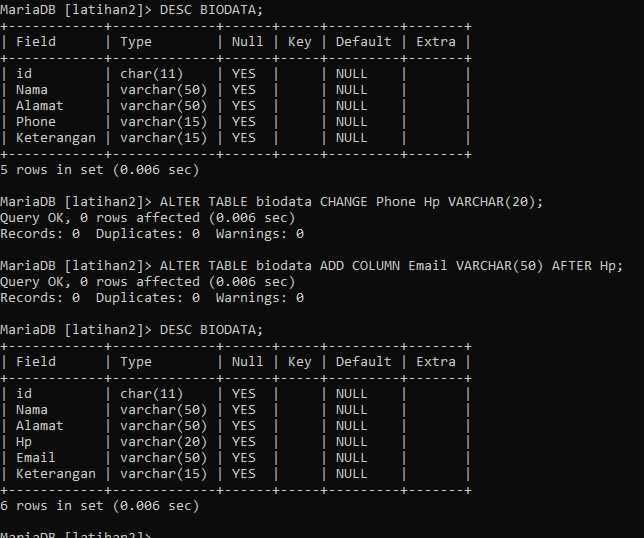 MariaDB [latihan2]> DESC BIODATA;
+------------+-------------+------+-----+---------+-------+
| Field      | Type        | Null | Key | Default | Extra |
+------------+-------------+------+-----+---------+-------+
| id         | char(11)    | YES  |     | NULL    |       |
| Nama       | varchar(50) | YES  |     | NULL    |       |
| Alamat     | varchar(50) | YES  |     | NULL    |       |
| Phone      | varchar(15) | YES  |     | NULL    |       |
| Keterangan | varchar(15) | YES  |     | NULL    |       |
+------------+-------------+------+-----+---------+-------+
5 rows in set (0.006 sec)
MariaDB [latihan2]> ALTER TABLE biodata CHANGE Phone Hp VARCHAR(20);
Query OK, 0 rows affected (0.006 sec)
Records: 0  Duplicates: 0  Warnings: 0
MariaDB [latihan2]> ALTER TABLE biodata ADD COLUMN Email VARCHAR(50) AFTER Hp;
Query OK, 0 rows affected (0.006 sec)
Records: 0  Duplicates: 0  Warnings: 0
MariaDB [latihan2]> DESC BIODATA;
+------------+-------------+------+-----+---------+-------+
| Field      | Type        | Null | Key | Default | Extra |
+------------+-------------+------+-----+---------+-------+
| id         | char(11)    | YES  |     | NULL    |       |
| Nama       | varchar(50) | YES  |     | NULL    |       |
| Alamat     | varchar(50) | YES  |     | NULL    |       |
| Hp         | varchar(20) | YES  |     | NULL    |       |
| Email      | varchar(50) | YES  |     | NULL    |       |
| Keterangan | varchar(15) | YES  |     | NULL    |       |
+------------+-------------+------+-----+---------+-------+
6 rows in set (0.006 sec)
MariaDB [latihan2]>